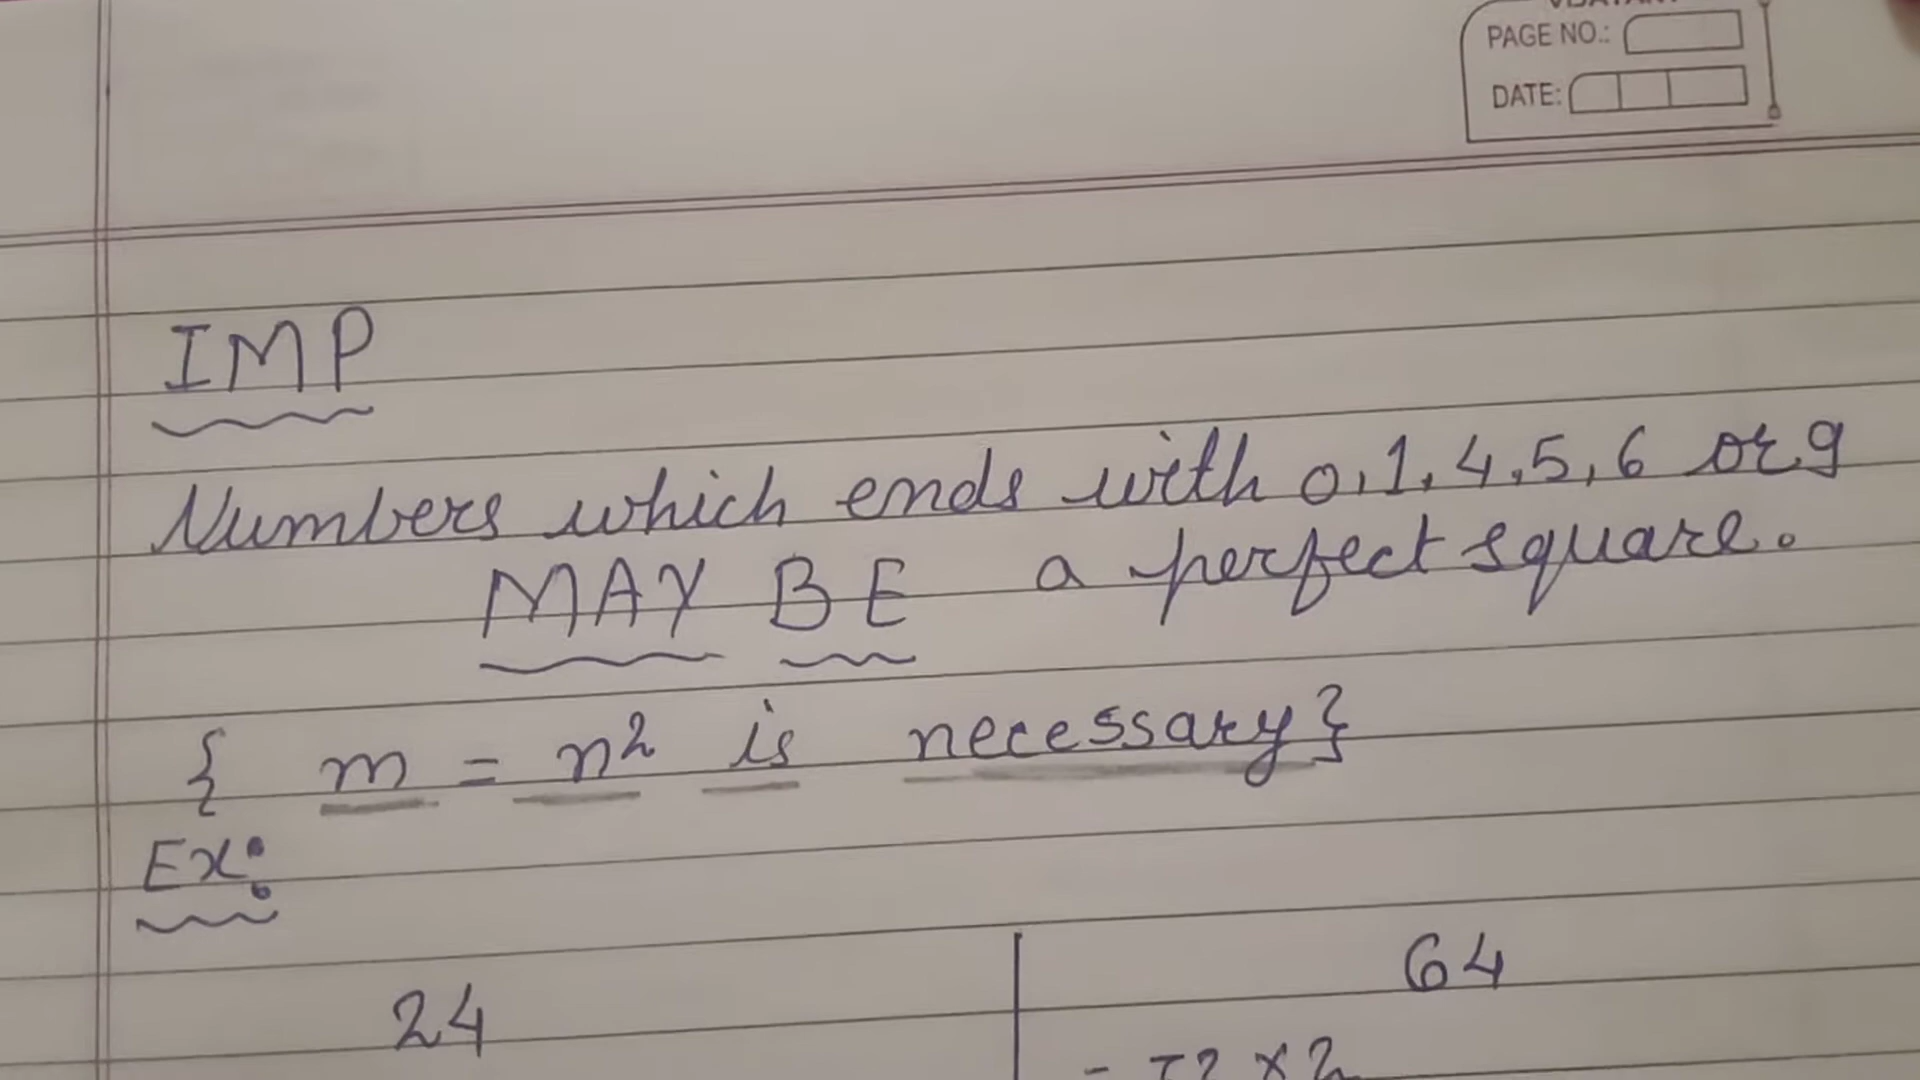 PAGE NO.:
DATE:
IMP
Numbers which ends with 0,1,4,5,6 or 9
MAY BE a perfect square.
{ m = n² is necessary}
Ex:
24
64